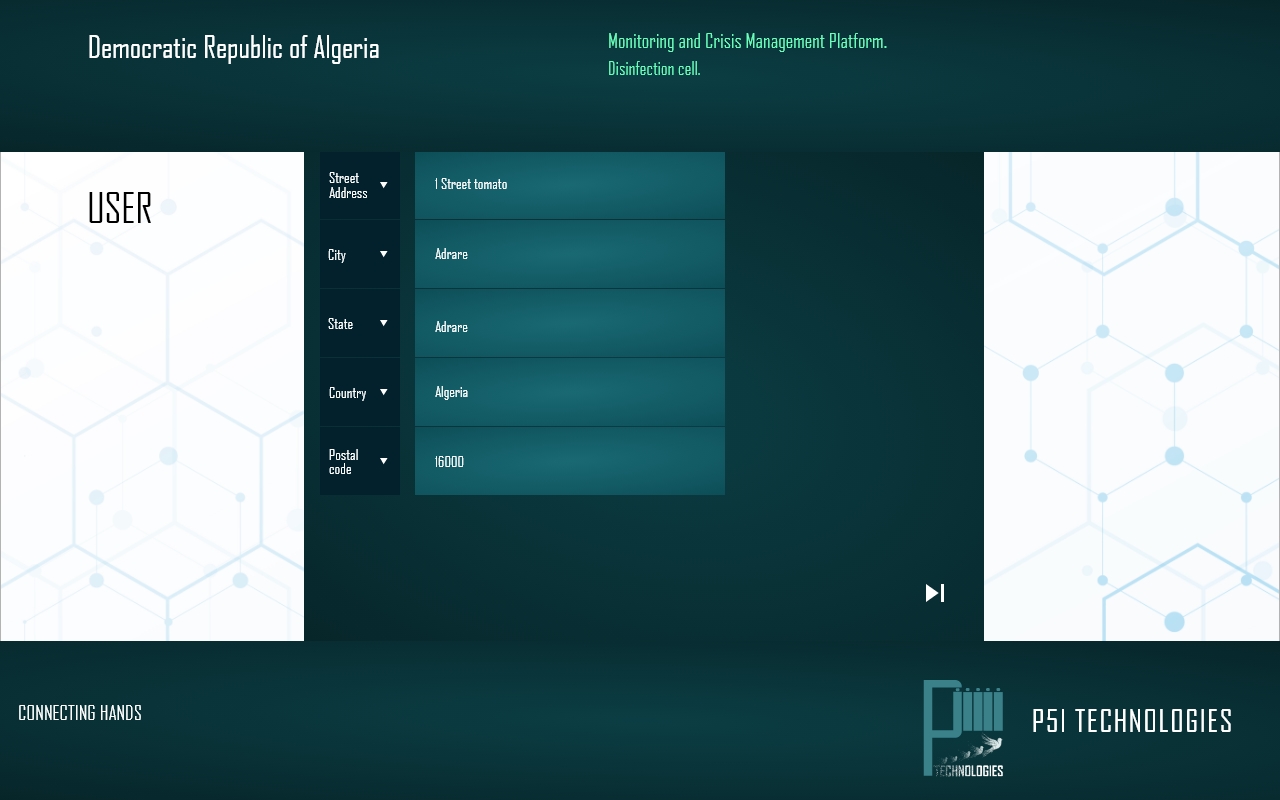 Democratic Republic of Algeria
Monitoring and Crisis Management Platform.
Disinfection cell.
USER
Street
Address
1 Street tomato
City
Adrare
State
Adrare
Country
Algeria
Postal
code
16000
CONNECTING HANDS
TECHNOLOGIES
P5I TECHNOLOGIES